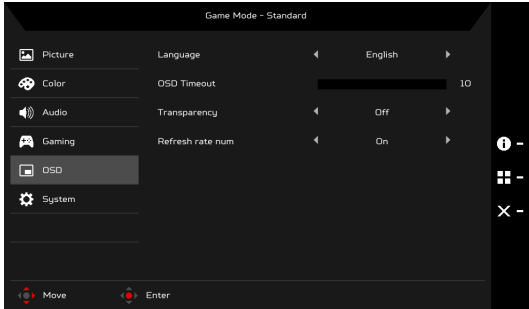 Game Mode - Standard
Picture
Language English
Color
OSD Timeout 10
Audio
Transparency Off
Gaming
Refresh rate num On
OSD
System
Move Enter